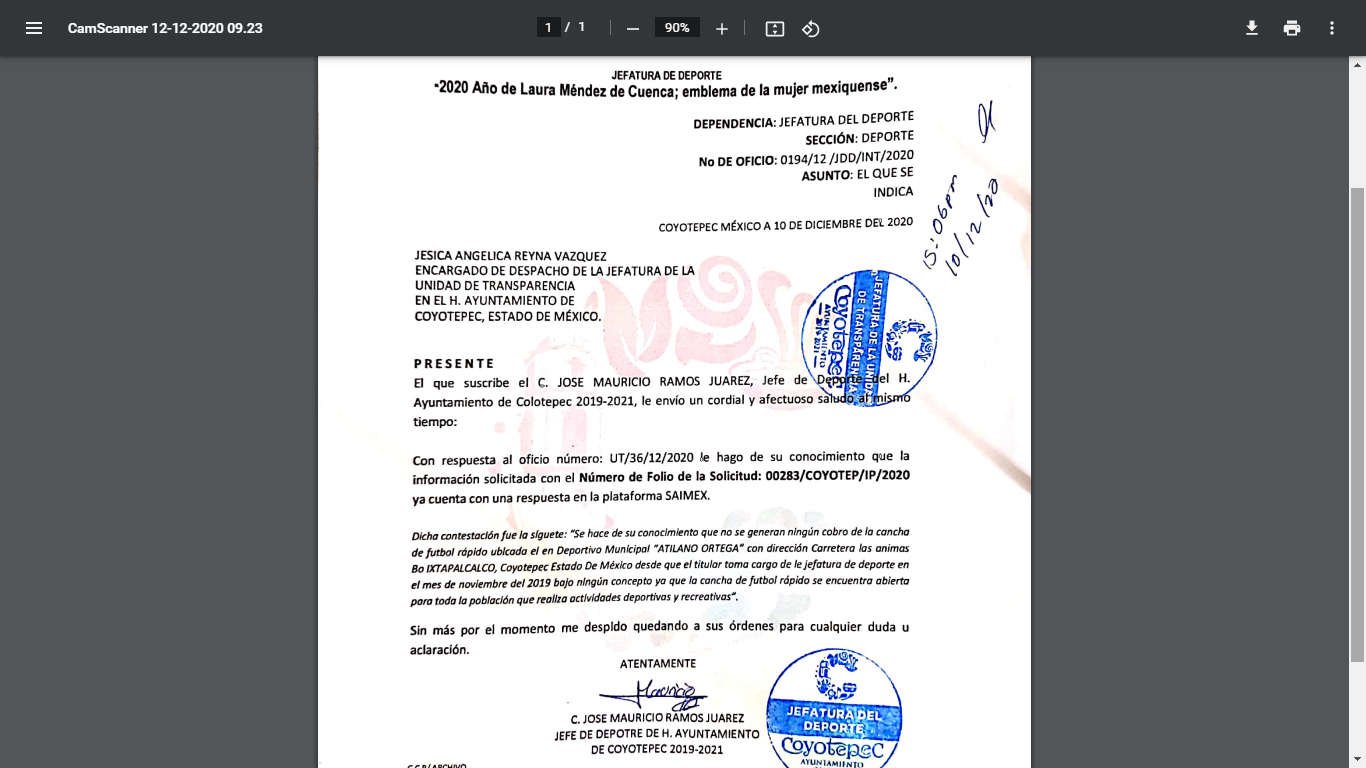 CamScanner 12-12-2020 09.23
1 / 1
90%
JEFATURA DE DEPORTE
"2020 Año de Laura Méndez de Cuenca; emblema de la mujer mexiquense".
DEPENDENCIA: JEFATURA DEL DEPORTE
SECCIÓN: DEPORTE
No DE OFICIO: 0194/12 /JDD/INT/2020
ASUNTO: EL QUE SE
INDICA
15:06pm
10/12/20
COYOTEPEC MÉXICO A 10 DE DICIEMBRE DEL 2020
JESICA ANGELICA REYNA VAZQUEZ
ENCARGADO DE DESPACHO DE LA JEFATURA DE LA
UNIDAD DE TRANSPARENCIA
EN EL H. AYUNTAMIENTO DE
COYOTEPEC, ESTADO DE MÉXICO.
JEFATURA DE LA UNIDAD
DE TRANSPARENCIA
Coyotepec
AYUNTAMIENTO
PRESENTE
El que suscribe el C. JOSE MAURICIO RAMOS JUAREZ, Jefe de Deporte del H.
Ayuntamiento de Colotepec 2019-2021, le envío un cordial y afectuoso saludo al mismo
tiempo:
Con respuesta al oficio número: UT/36/12/2020 le hago de su conocimiento que la
información solicitada con el Número de Folio de la Solicitud: 00283/COYOTEP/IP/2020
ya cuenta con una respuesta en la plataforma SAIMEX.
Dicha contestación fue la síguete: "Se hace de su conocimiento que no se generan ningún cobro de la cancha
de futbol rápido ubicada el en Deportivo Municipal "ATILANO ORTEGA" con dirección Carretera las animas
Bo IXTAPALCALCO, Coyotepec Estado De México desde que el titular toma cargo de le jefatura de deporte en
el mes de noviembre del 2019 bajo ningún concepto ya que la cancha de futbol rápido se encuentra abierta
para toda la población que realiza actividades deportivas y recreativas".
Sin más por el momento me despido quedando a sus órdenes para cualquier duda u
aclaración.
ATENTAMENTE
Mauricio
C. JOSE MAURICIO RAMOS JUAREZ
JEFE DE DEPOTRE DE H. AYUNTAMIENTO
DE COYOTEPEC 2019-2021
JEFATURA DEL
DEPORTE
Coyotepec
AYUNTAMIENTO
C.C.P/ ARCHIVO